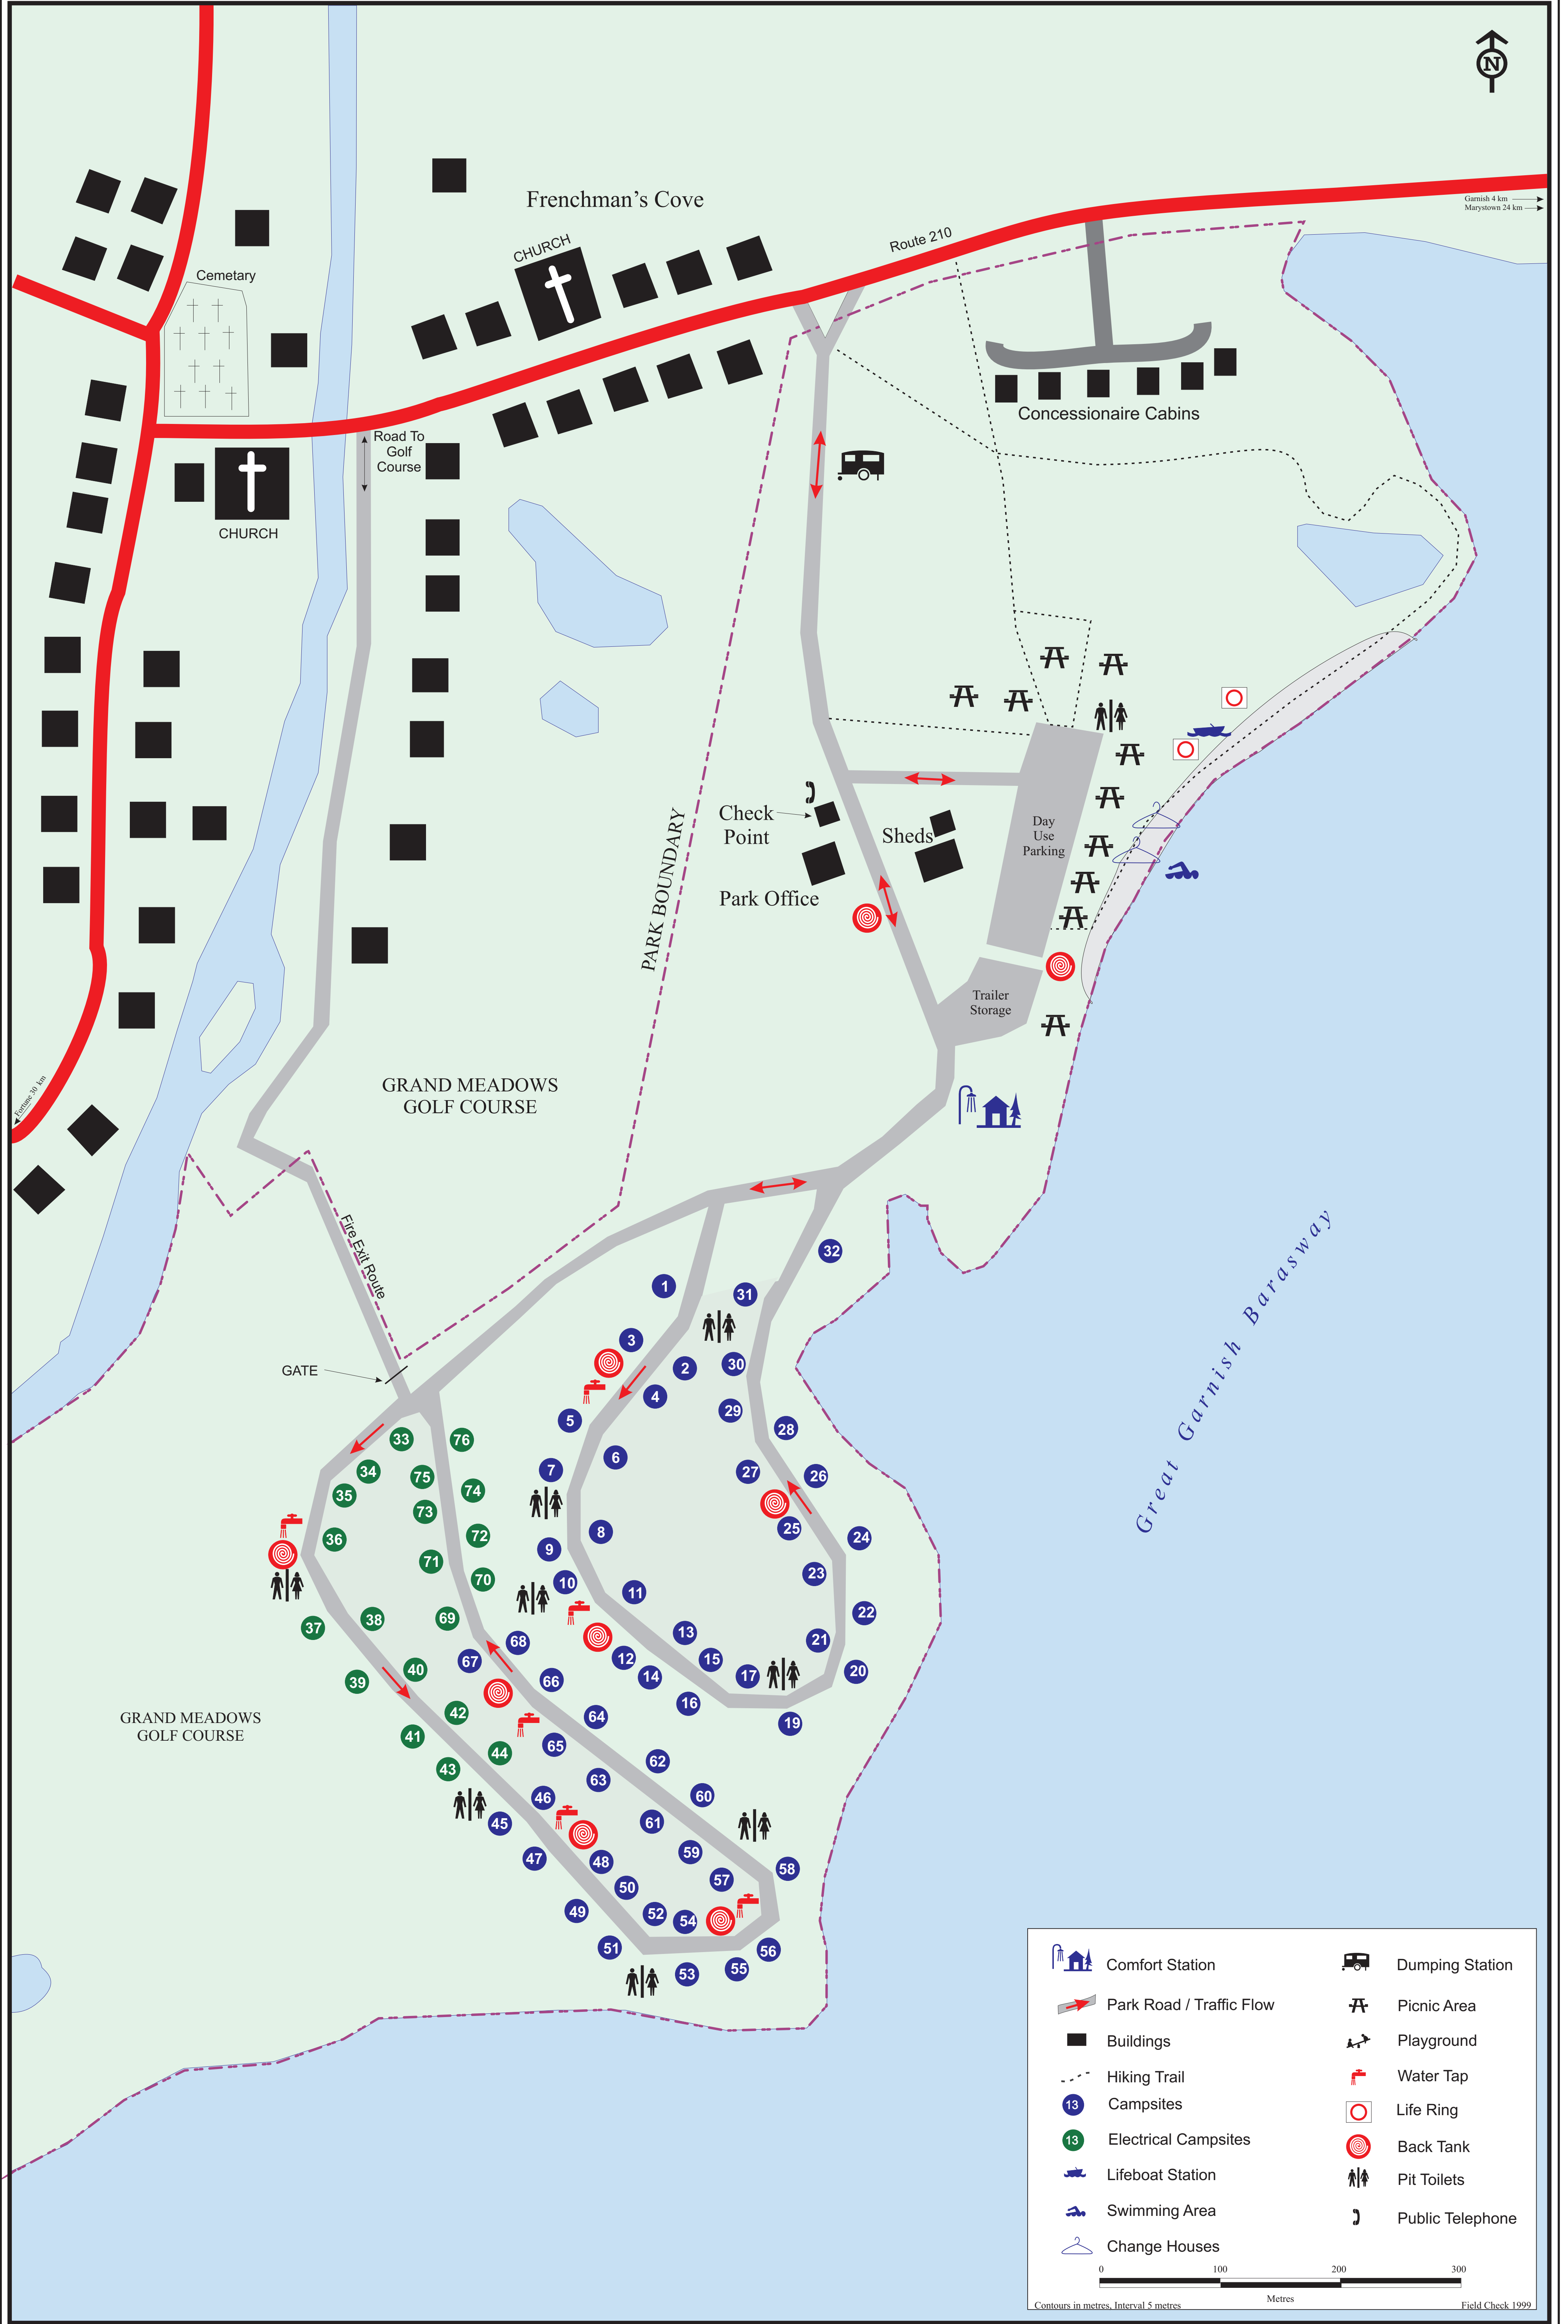 N
Garnish 4 km
Marystown 24 km
Frenchman's Cove
Route 210
CHURCH
Cemetary
Concessionaire Cabins
Road To
Golf
Course
CHURCH
Check
Point
Sheds
Day
Use
Parking
PARK BOUNDARY
Park Office
Trailer
Storage
Fortune 30 km
GRAND MEADOWS
GOLF COURSE
Fire Exit Route
Great Garnish Barasway
GATE
32
1
31
3
2
30
4
29
5
28
6
7
27
26
8
25
24
9
10
23
11
22
13
21
12
15
14
17
20
16
19
33
76
34
75
35
74
73
36
72
71
70
37
38
69
68
67
40
39
66
42
64
41
65
44
43
62
63
46
60
45
61
47
59
48
58
57
50
49
52
54
51
56
53
55
GRAND MEADOWS
GOLF COURSE
Comfort Station
Park Road / Traffic Flow
Buildings
Hiking Trail
13 Campsites
13 Electrical Campsites
Lifeboat Station
Swimming Area
Change Houses
Dumping Station
Picnic Area
Playground
Water Tap
Life Ring
Back Tank
Pit Toilets
Public Telephone
0 100 200 300
Metres
Contours in metres, Interval 5 metres
Field Check 1999